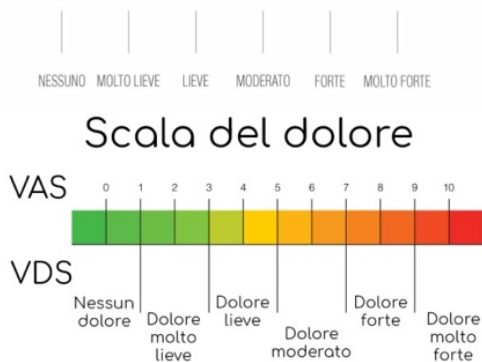 NESSUNO MOLTO LIEVE LIEVE MODERATO FORTE MOLTO FORTE
Scala del dolore
VAS
0 1 2 3 4 5 6 7 8 9 10
VDS
Nessun
dolore
Dolore
molto
lieve
Dolore
lieve
Dolore
moderato
Dolore
forte
Dolore
molto
forte